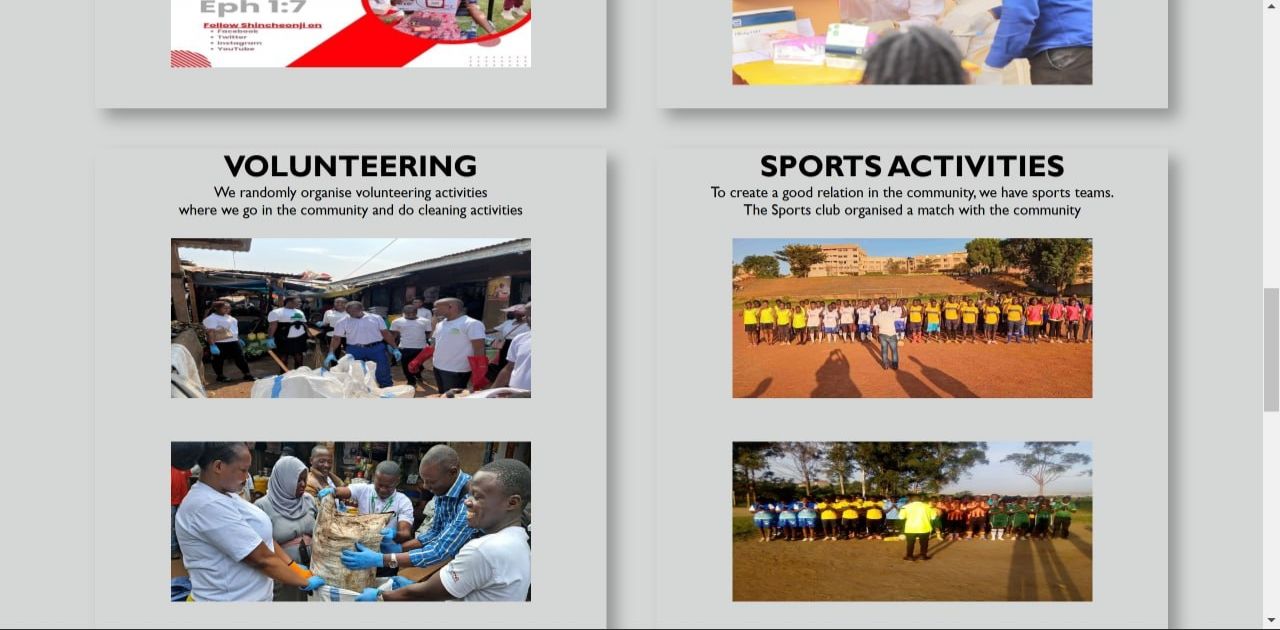 Eph 1:7
Follow Shincheonji on
• Facebook
• Twitter
• Instagram
• YouTube
VOLUNTEERING
We randomly organise volunteering activities
where we go in the community and do cleaning activities
SPORTS ACTIVITIES
To create a good relation in the community, we have sports teams.
The Sports club organised a match with the community